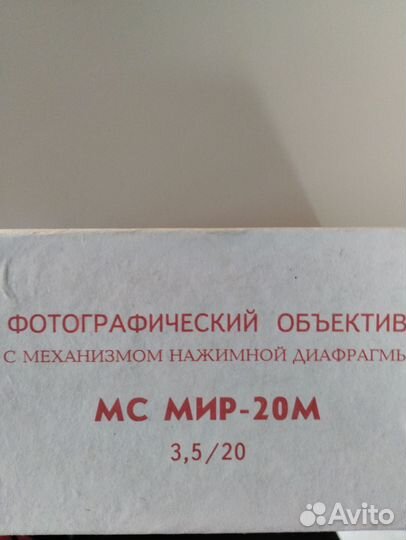 ФОТОГРАФИЧЕСКИЙ ОБЪЕКТИВ
С МЕХАНИЗМОМ НАЖИМНОЙ ДИАФРАГМЫ
МС МИР-20М
3,5/20
Avito